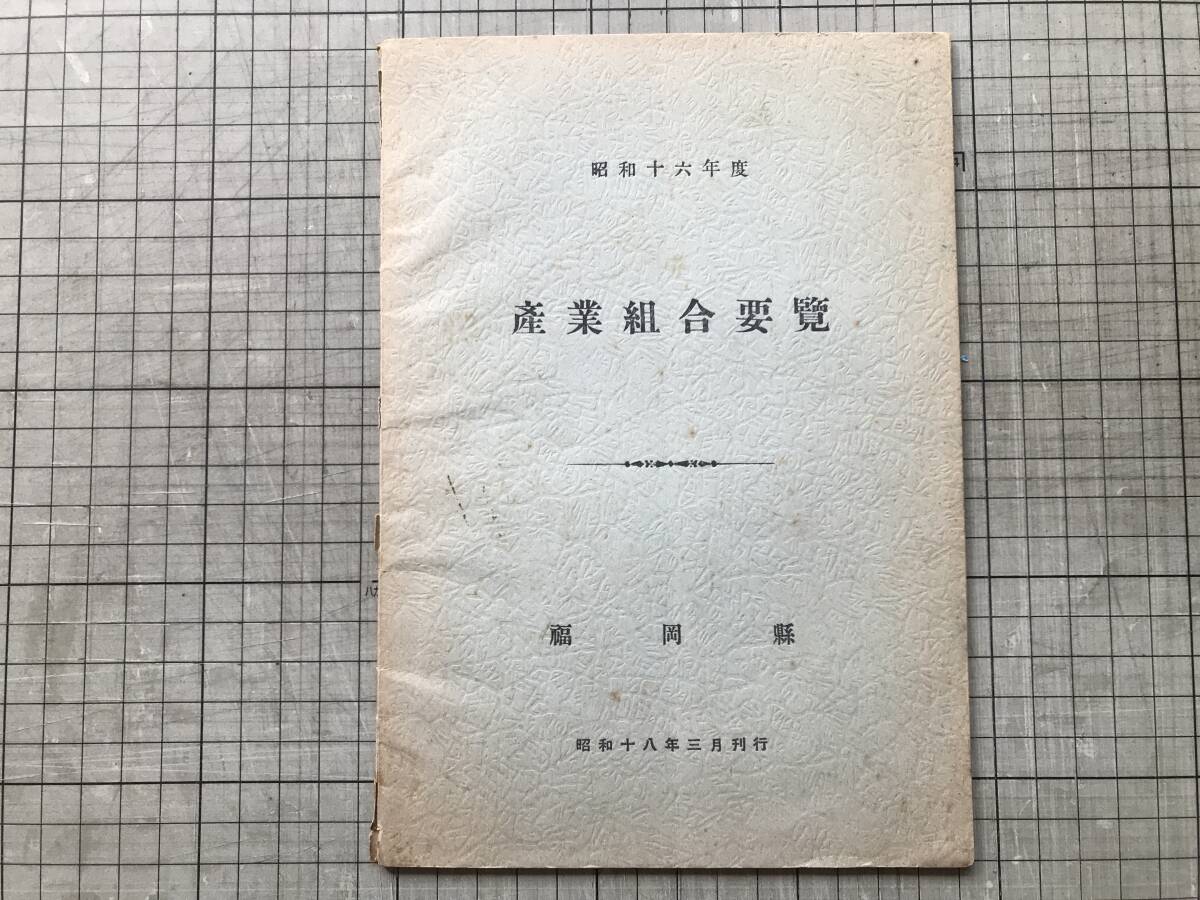 昭和十六年度
產業組合要覽
福岡縣
昭和十八年三月刊行